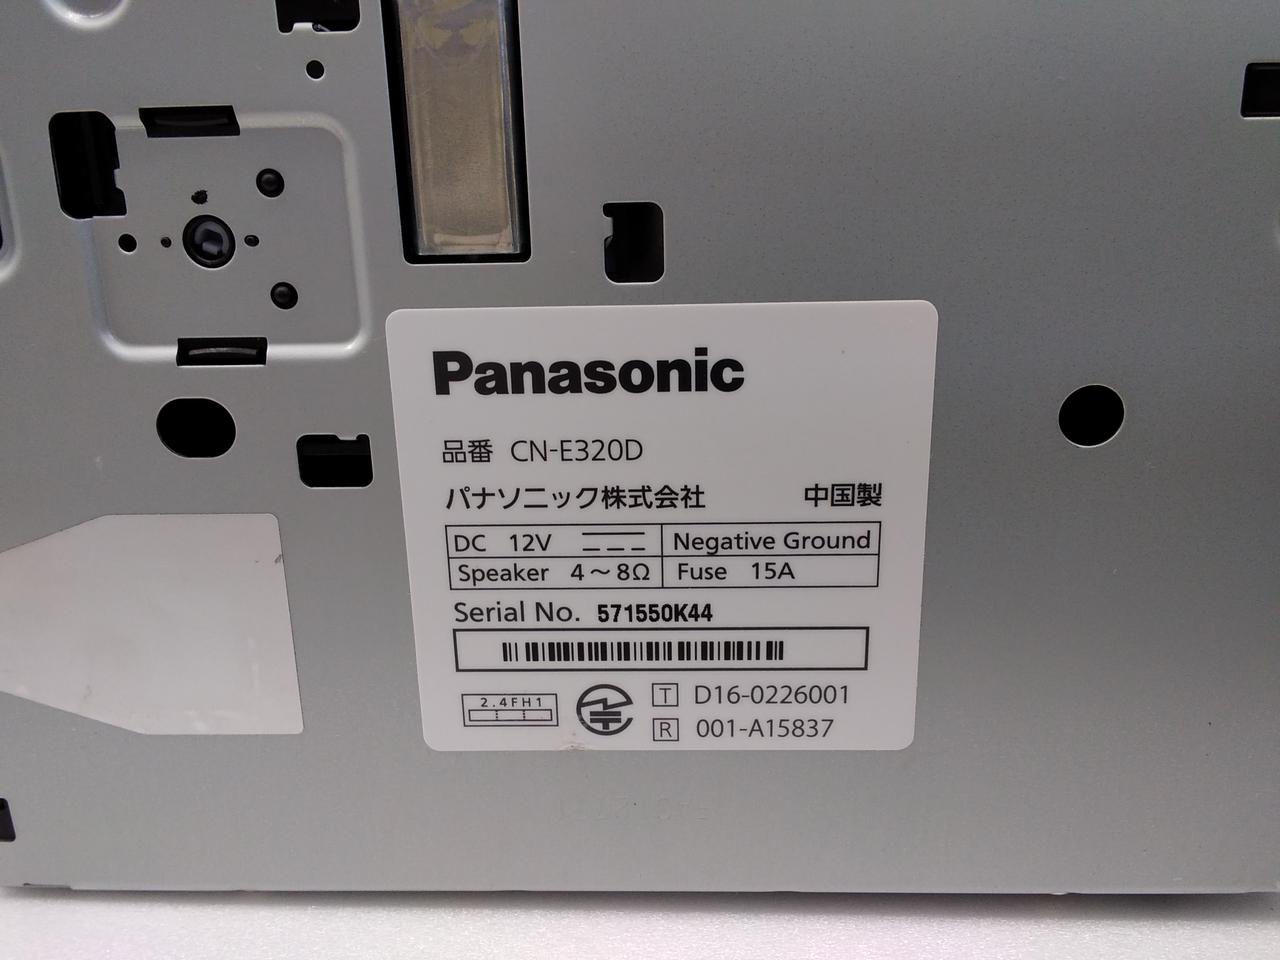 Panasonic
品番 CN-E320D
パナソニック株式会社 中国製
DC 12V Negative Ground
Speaker 4～8Ω Fuse 15A
Serial No. 571550K44
2.4FH1
T D16-0226001
R 001-A15837